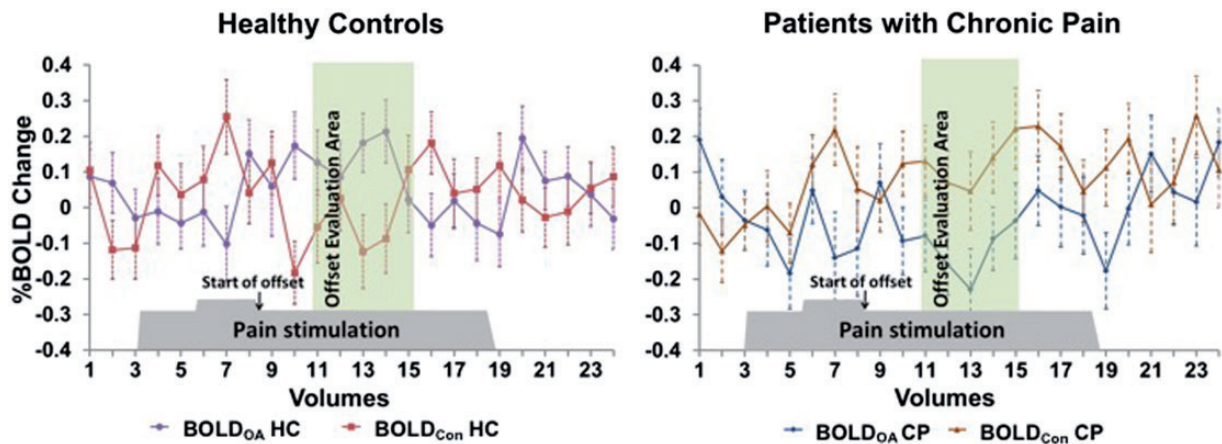 Healthy Controls
%BOLD Change
0.4
0.3
0.2
0.1
0
-0.1
-0.2
-0.3
-0.4
Offset Evaluation Area
Start of offset
Pain stimulation
1 3 5 7 9 11 13 15 17 19 21 23
Volumes
BOLDOA HC BOLDCon HC
Patients with Chronic Pain
0.4
0.3
0.2
0.1
0
-0.1
-0.2
-0.3
-0.4
Offset Evaluation Area
Start of offset
Pain stimulation
1 3 5 7 9 11 13 15 17 19 21 23
Volumes
BOLDOA CP BOLDCon CP